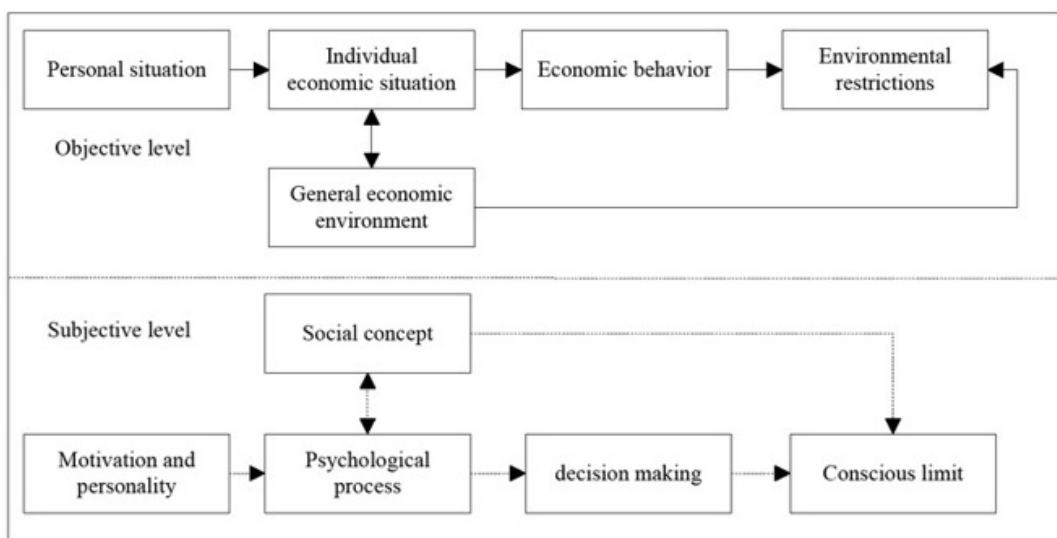 Personal situation
Individual
economic situation
Economic behavior
Environmental
restrictions
Objective level
General economic
environment
Subjective level
Social concept
Motivation and
personality
Psychological
process
decision making
Conscious limit